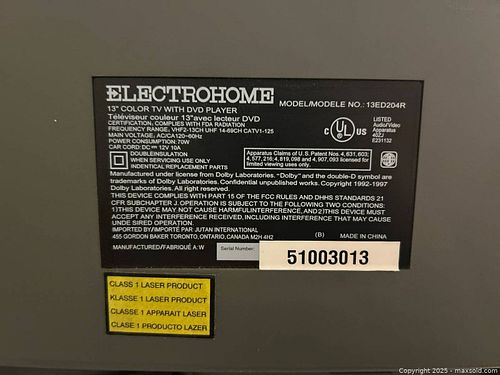 ELECTROHOME
13" COLOR TV WITH DVD PLAYER
MODEL/MODELE NO.:13ED204R
Téléviseur couleur 13"avec lecteur DVD
CERTIFICATION: COMPLIES WITH FDA RADIATION
FREQUENCY RANGE: VHF2-13CH UHF 14-69CH CATV1-125
MAIN VOLTAGE: AC/CA120~60Hz
POWER CONSUMPTION:70W
CAR CORD: DC 12V 10A
C UL US
LISTED
Audio/Video
Apparatus
40ZJ
E231132
DOUBLEINSULATION
WHEN SERVICING USE ONLY
INDENTICAL REPLACEMENT PARTS
Apparatus Claims of U.S. Patent Nos. 4,631,603;
4,577,216;4,819,098 and 4,907,093 licensed for
limited viewing uses only.
Manufactured under license from Dolby Laboratories. "Dolby" and the double-D symbol are
trademarks of Dolby Laboratories. Confidential unpublished works. Copyright 1992-1997
Dolby Laboratories. All right reserved.
THIS DEVICE COMPLIES WITH PART 15 OF THE FCC RULES AND DHHS STANDARDS 21
CFR SUBCHAPTER J. OPERATION IS SUBJECT TO THE FOLLOWING TWO CONDITIONS:
1)THIS DEVICE MAY NOT CAUSE HARMFULINTERFERENCE, AND2)THIS DEVICE MUST
ACCEPT ANY INTERFERENCE RECEIVED, INCLUDING INTERFERENCE THAT MAY CAUSE
UNDE SIRED OPERATION.
IMPORTED BY/IMPORTÉ PAR JUTAN INTERNATIONAL
455 GORDON BAKER TORONTO, ONTARIO, CANADA M2H 4H2
(B)
MADE IN CHINA
MANUFACTURED/FABRIQUÉ A:W
Serial Number:
51003013
CLASS 1 LASER PRODUCT
KLASSE 1 LASER PRODUKT
CLASSE 1 APPAREIL LASER
CLASE 1 PRODUCTO LAZER
Copyright 2025 - maxsold.com